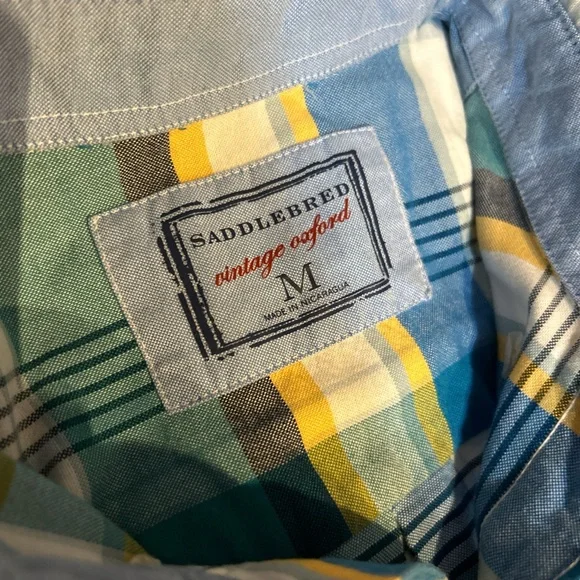 SADDLEBRED
vintage oxford
M
MADE IN NICARAGUA